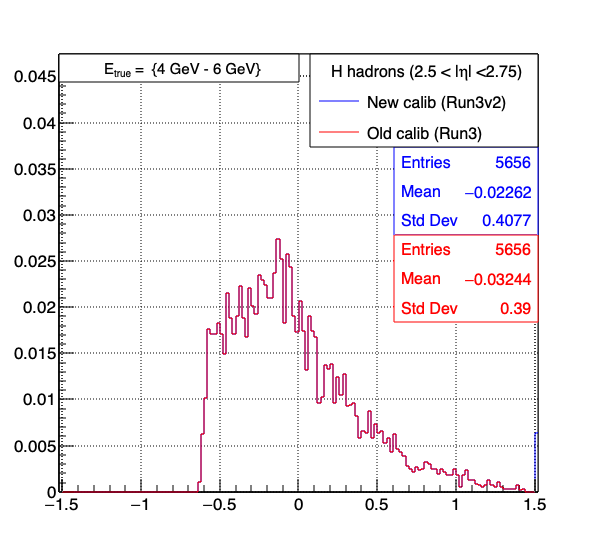 E_true = {4 GeV - 6 GeV}
H hadrons (2.5 < |η| <2.75)
New calib (Run3v2)
Old calib (Run3)
Entries 5656
Mean −0.02262
Std Dev 0.4077
Entries 5656
Mean −0.03244
Std Dev 0.39
0.045
0.04
0.035
0.03
0.025
0.02
0.015
0.01
0.005
0
−1.5 −1 −0.5 0 0.5 1 1.5